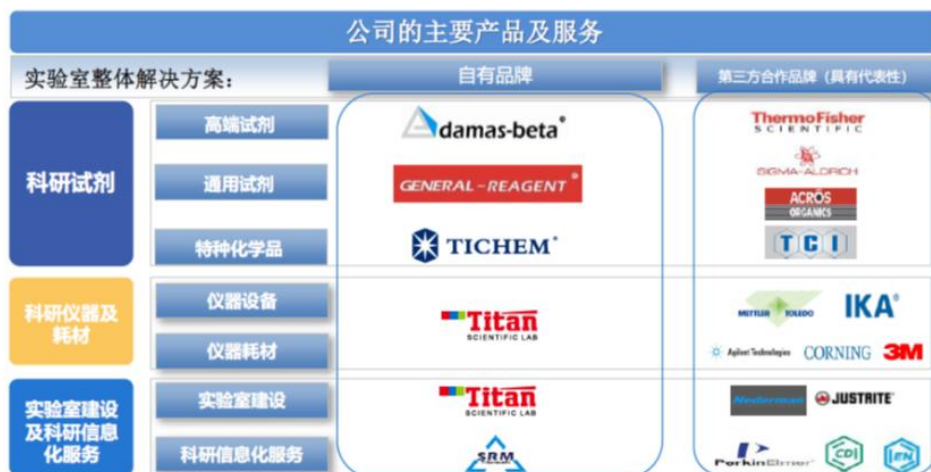 公司的主要产品及服务
实验室整体解决方案：
自有品牌
第三方合作品牌（具有代表性）
科研试剂
高端试剂
damas-beta®
ThermoFisher
SCIENTIFIC
SIGMA-ALDRICH
通用试剂
GENERAL-REAGENT®
ACROS
ORGANICS
特种化学品
TICHEM®
TCI
科研仪器及
耗材
仪器设备
仪器耗材
Titan
SCIENTIFIC LAB
METTLER TOLEDO
IKA®
Agilent Technologies
CORNING
3M
实验室建设
及科研信息
化服务
实验室建设
Titan
SCIENTIFIC LAB
Nederman
JUSTRITE®
科研信息化服务
SRM
PerkinElmer
CDI